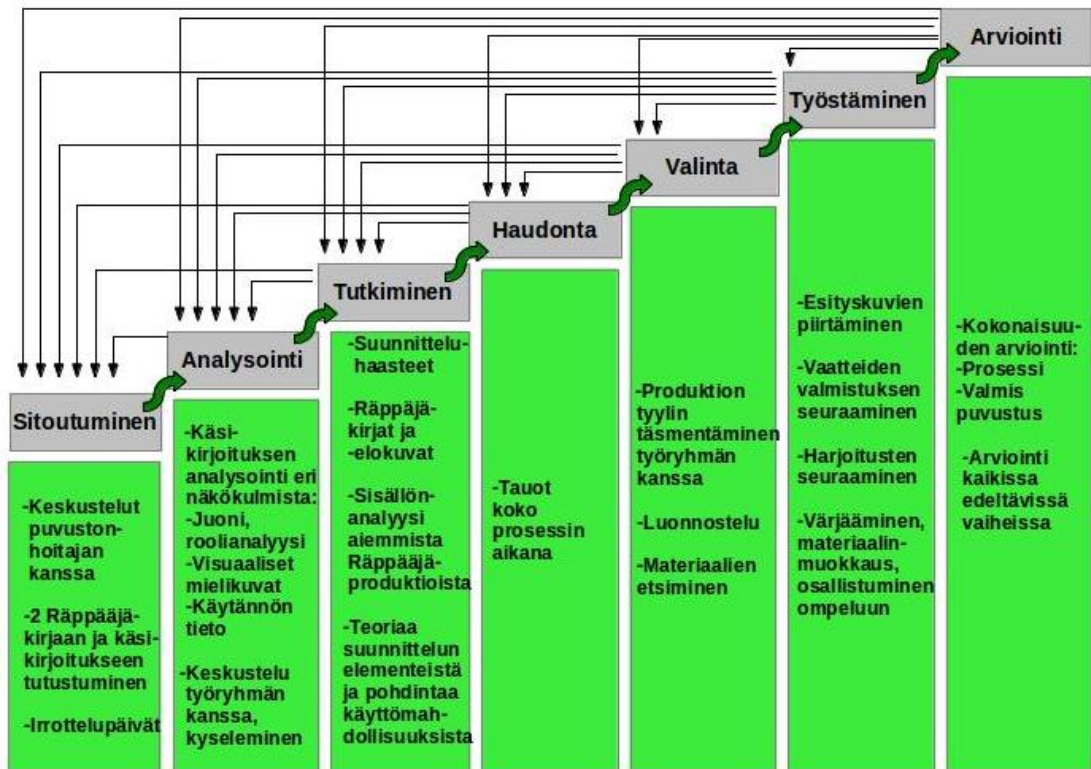 Sitoutuminen
-Keskustelut
puvuston-
hoitajan
kanssa
-2 Räppääjä-
kirjaan ja käsi-
kirjoitukseen
tutustuminen
-Irrottelupäivät
Analysointi
-Käsi-
kirjoituksen
analysointi eri
näkökulmista:
-Juoni,
roolianalyysi
-Visuaaliset
mielikuvat
-Käytännön
tieto
-Keskustelu
työryhmän
kanssa,
kyseleminen
Tutkiminen
-Suunnittelu-
haasteet
-Räppäjä-
kirjat ja
-elokuvat
-Sisällön-
analyysi
aiemmista
Räppääjä-
produktioista
-Teoriaa
suunnittelun
elementeistä
ja pohdintaa
käyttömah-
dollisuuksista
Haudonta
-Tauot
koko
prosessin
aikana
Valinta
-Produktion
tyylin
täsmentäminen
työryhmän
kanssa
-Luonnostelu
-Materiaalien
etsiminen
Työstäminen
-Esityskuvien
piirtäminen
-Vaatteiden
valmistuksen
seuraaminen
-Harjoitusten
seuraaminen
-Värjääminen,
materiaalin-
muokkaus,
osallistuminen
ompeluun
Arviointi
-Kokonaisuu-
den arviointi:
-Prosessi
-Valmis
puvustus
-Arviointi
kaikissa
edeltävissä
vaiheissa